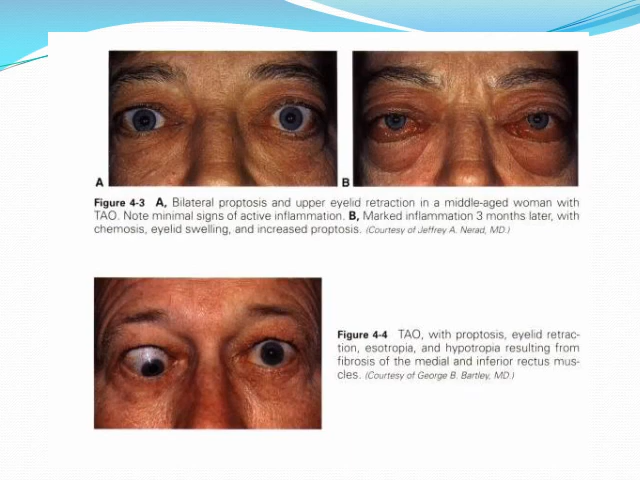 A
B
Figure 4-3 A, Bilateral proptosis and upper eyelid retraction in a middle-aged woman with
TAO. Note minimal signs of active inflammation. B, Marked inflammation 3 months later, with
chemosis, eyelid swelling, and increased proptosis. (Courtesy of Jeffrey A. Nerad, MD.)
Figure 4-4 TAO, with proptosis, eyelid retrac-
tion, esotropia, and hypotropia resulting from
fibrosis of the medial and inferior rectus mus-
cles. (Courtesy of George B. Bartley, MD.)